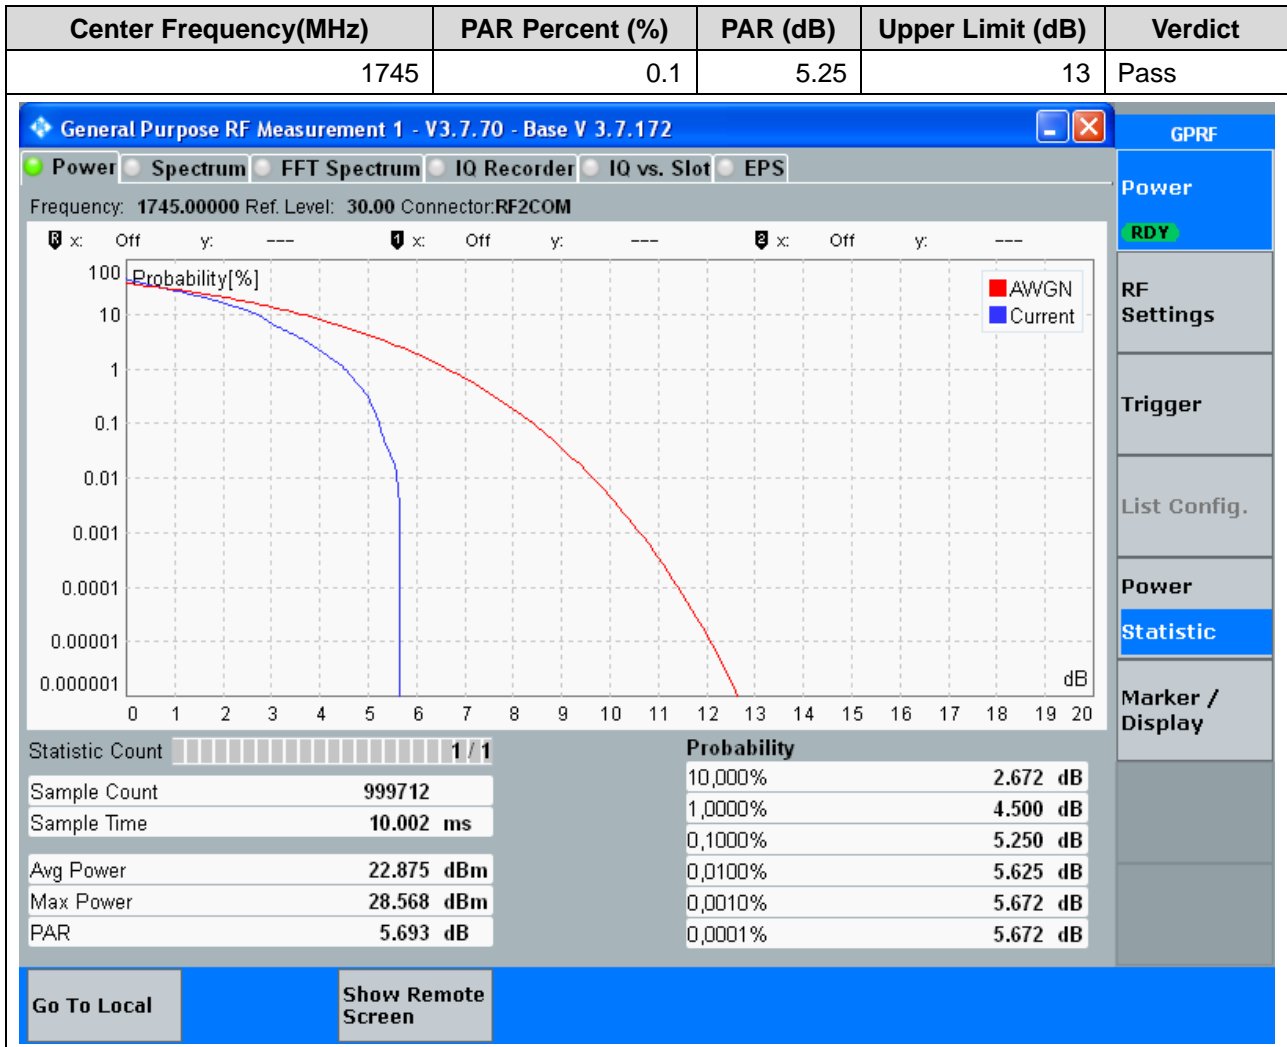 Center Frequency(MHz) PAR Percent (%) PAR (dB) Upper Limit (dB) Verdict
1745 0.1 5.25 13 Pass
General Purpose RF Measurement 1 - V3.7.70 - Base V 3.7.172
GPRF
Power Spectrum FFT Spectrum IQ Recorder IQ vs. Slot EPS
Power
RDY
Frequency: 1745.00000 Ref. Level: 30.00 Connector:RF2COM
R x: Off y: --- 1 x: Off y: --- 2 x: Off y: ---
Probability[%]
AWGN
Current
100
10
1
0.1
0.01
0.001
0.0001
0.00001
0.000001
dB
0 1 2 3 4 5 6 7 8 9 10 11 12 13 14 15 16 17 18 19 20
RF
Settings
Trigger
List Config.
Power
Statistic
Marker /
Display
Statistic Count 1 / 1
Sample Count 999712
Sample Time 10.002 ms
Avg Power 22.875 dBm
Max Power 28.568 dBm
PAR 5.693 dB
Probability
10,000% 2.672 dB
1,0000% 4.500 dB
0,1000% 5.250 dB
0,0100% 5.625 dB
0,0010% 5.672 dB
0,0001% 5.672 dB
Go To Local
Show Remote
Screen